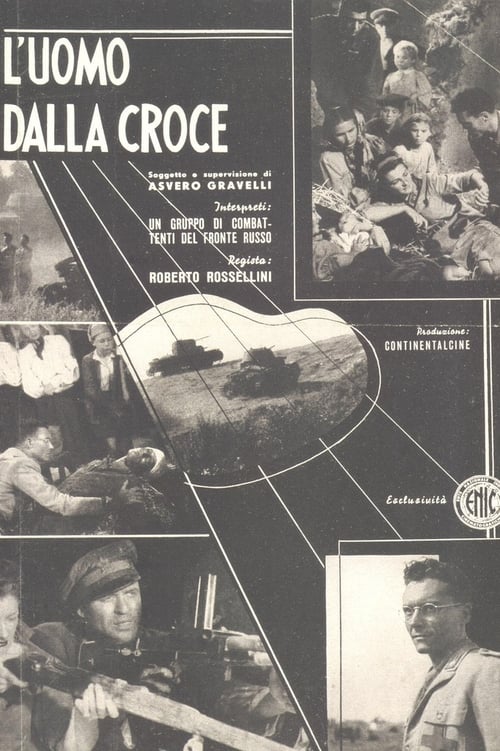 L'UOMO
DALLA CROCE
Soggetto e supervisione di
ASVERO GRAVELLI
Interpreti:
UN GRUPPO DI COMBAT-
TENTI DEL FRONTE RUSSO
Regista:
ROBERTO ROSSELLINI
Produzione:
CONTINENTALCINE
Esclusività
ENIC